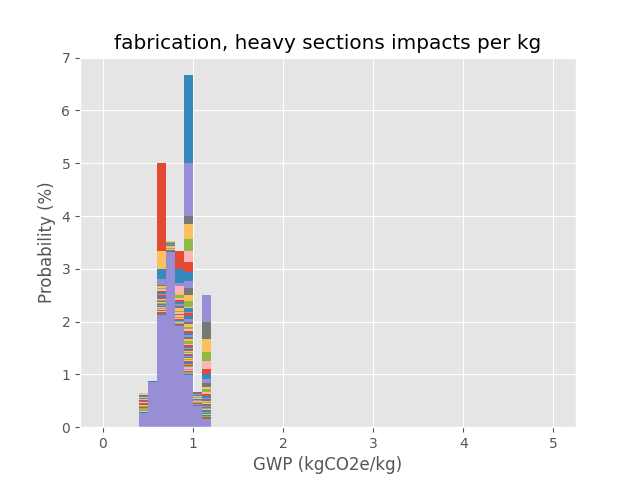 fabrication, heavy sections impacts per kg
7
6
5
4
3
2
1
0
Probability (%)
0 1 2 3 4 5
GWP (kgCO2e/kg)